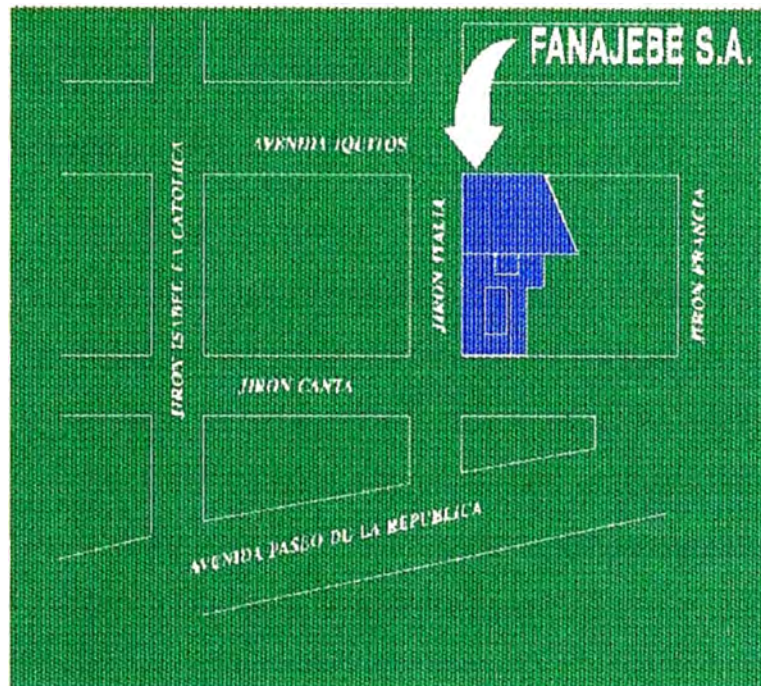 FANAJEBE S.A.
AVENIDA IQUITOS
JIRON ISABEL LA CATOLICA
JIRON ITALIA
JIRON FRANCIA
JIRON CANTA
AVENIDA PASEO DE LA REPUBLICA